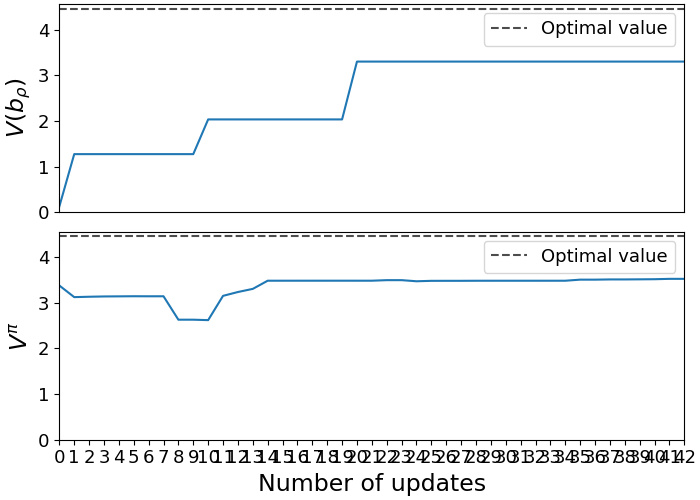 4
3
2
1
0
V(b_ρ)
Optimal value
4
3
2
1
0
V^π
Optimal value
0 1 2 3 4 5 6 7 8 9 10 11 12 13 14 15 16 17 18 19 20 21 22 23 24 25 26 27 28 29 30 31 32 33 34 35 36 37 38 39 40 41 42
Number of updates